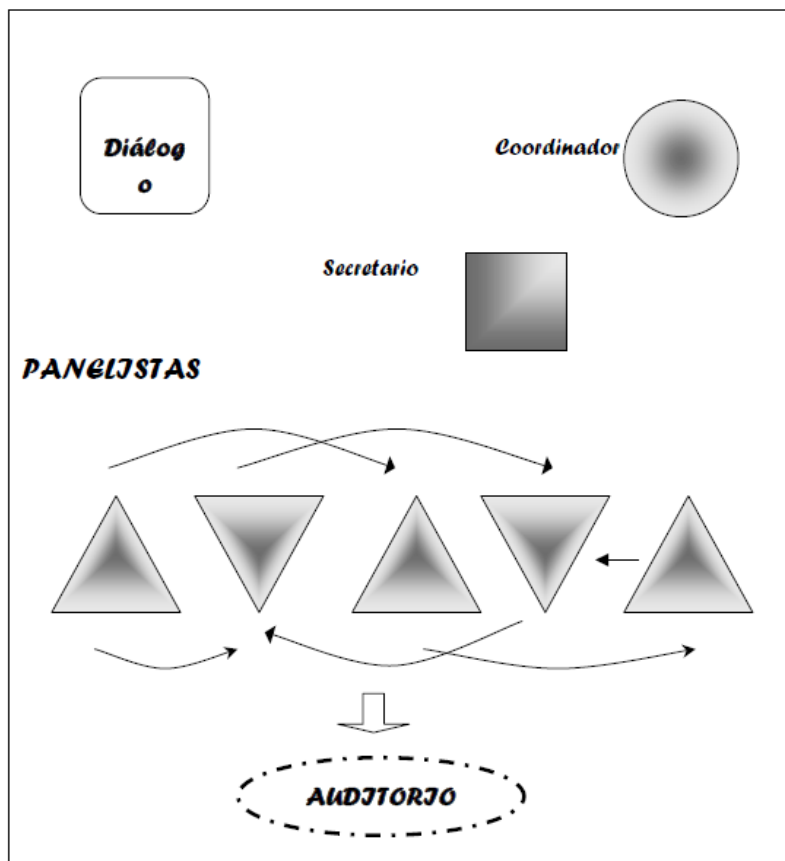 Diálog
o
Coordinador
Secretario
PANELISTAS
AUDITORIO